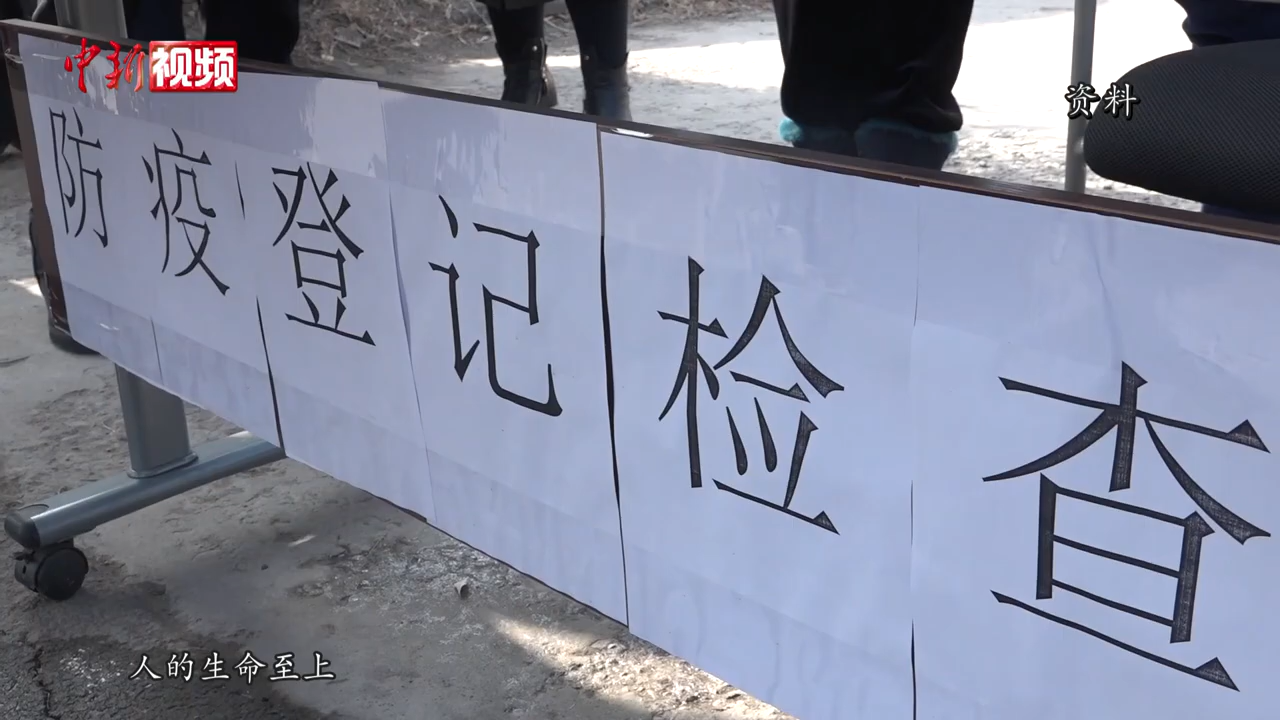 中新视频
资料
防疫登记检查
人的生命至上